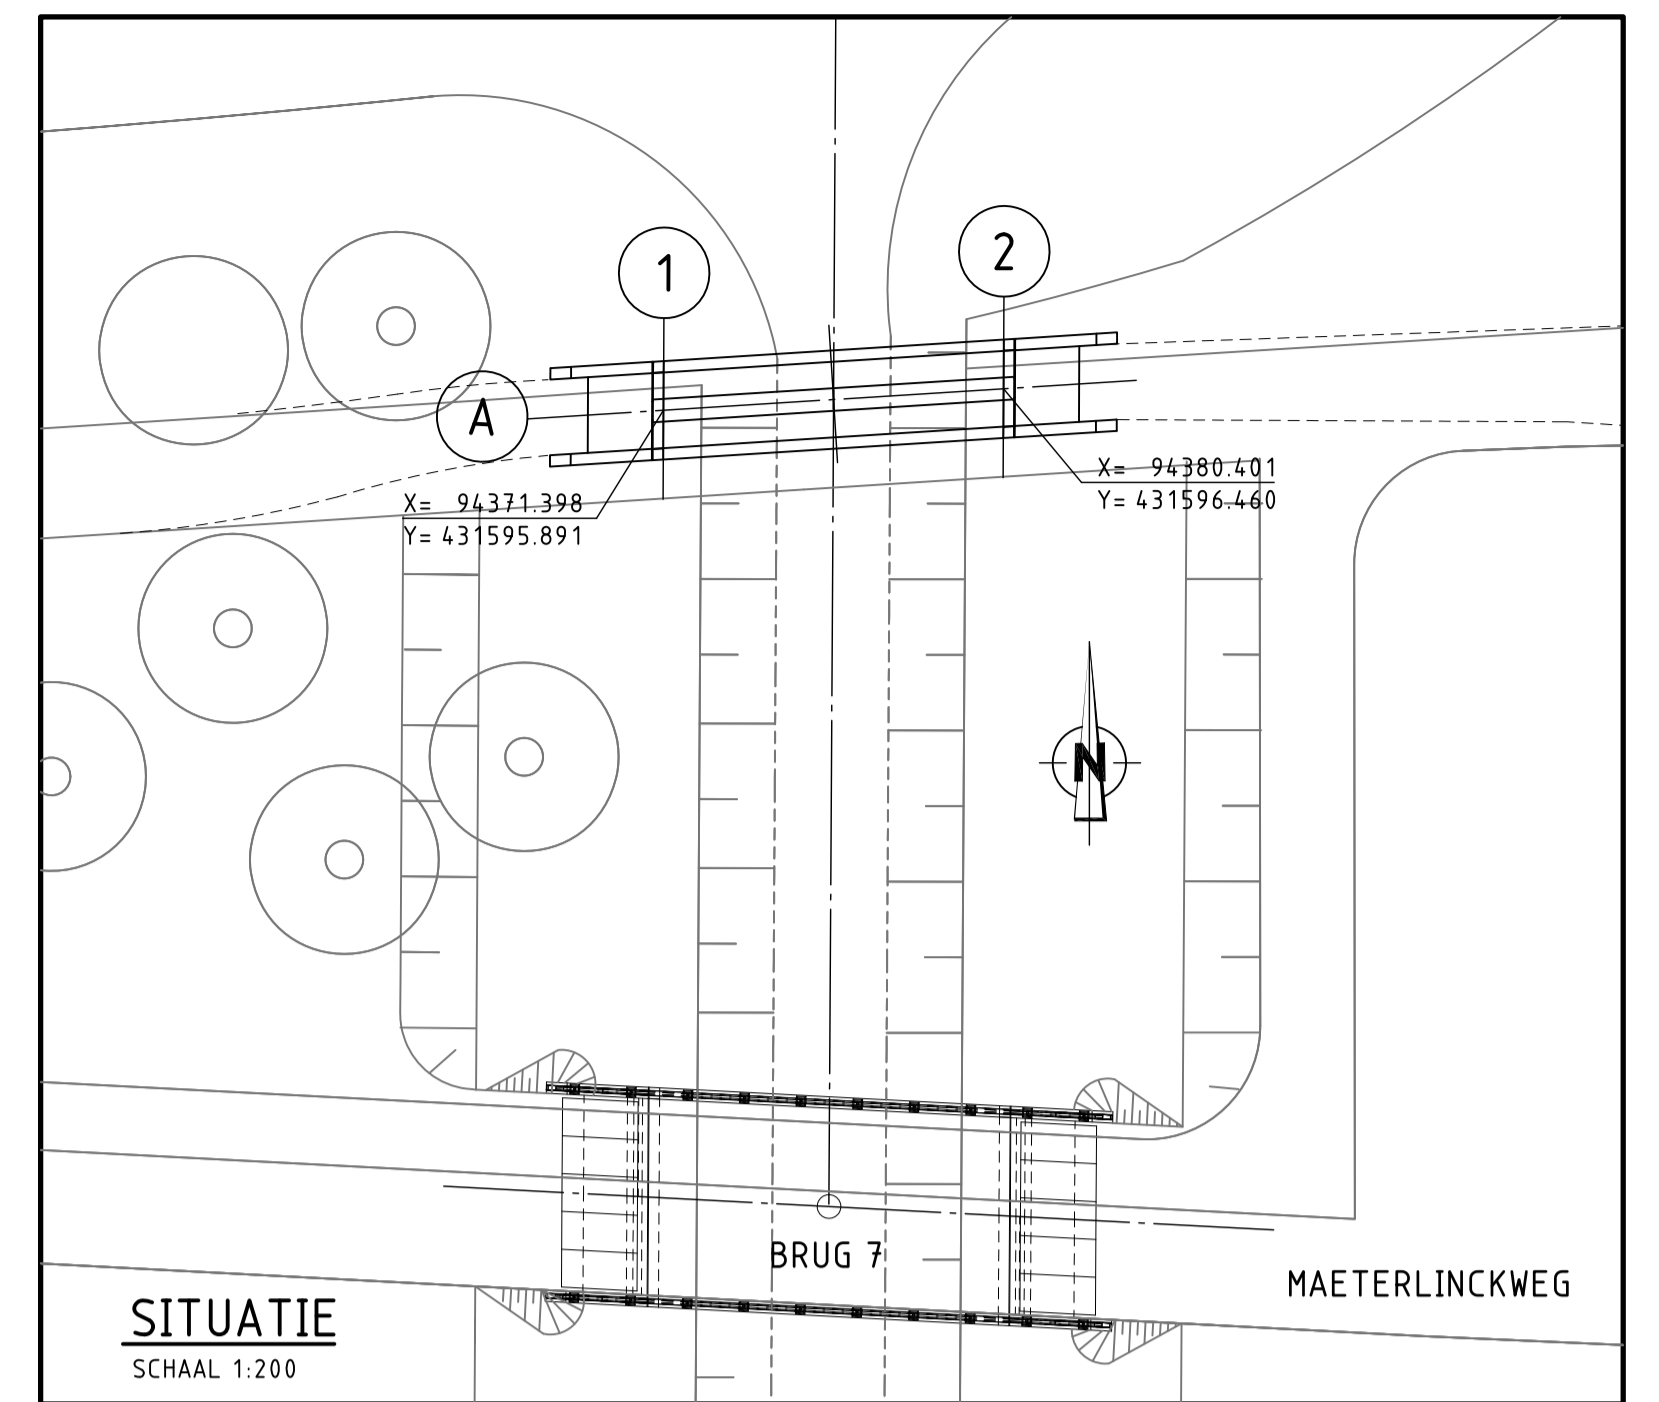 2
1
A
X= 94380.401
Y= 431596.460
X= 94371.398
Y= 431595.891
N
BRUG 7
MAETERLINCKWEG
SITUATIE
SCHAAL 1:200